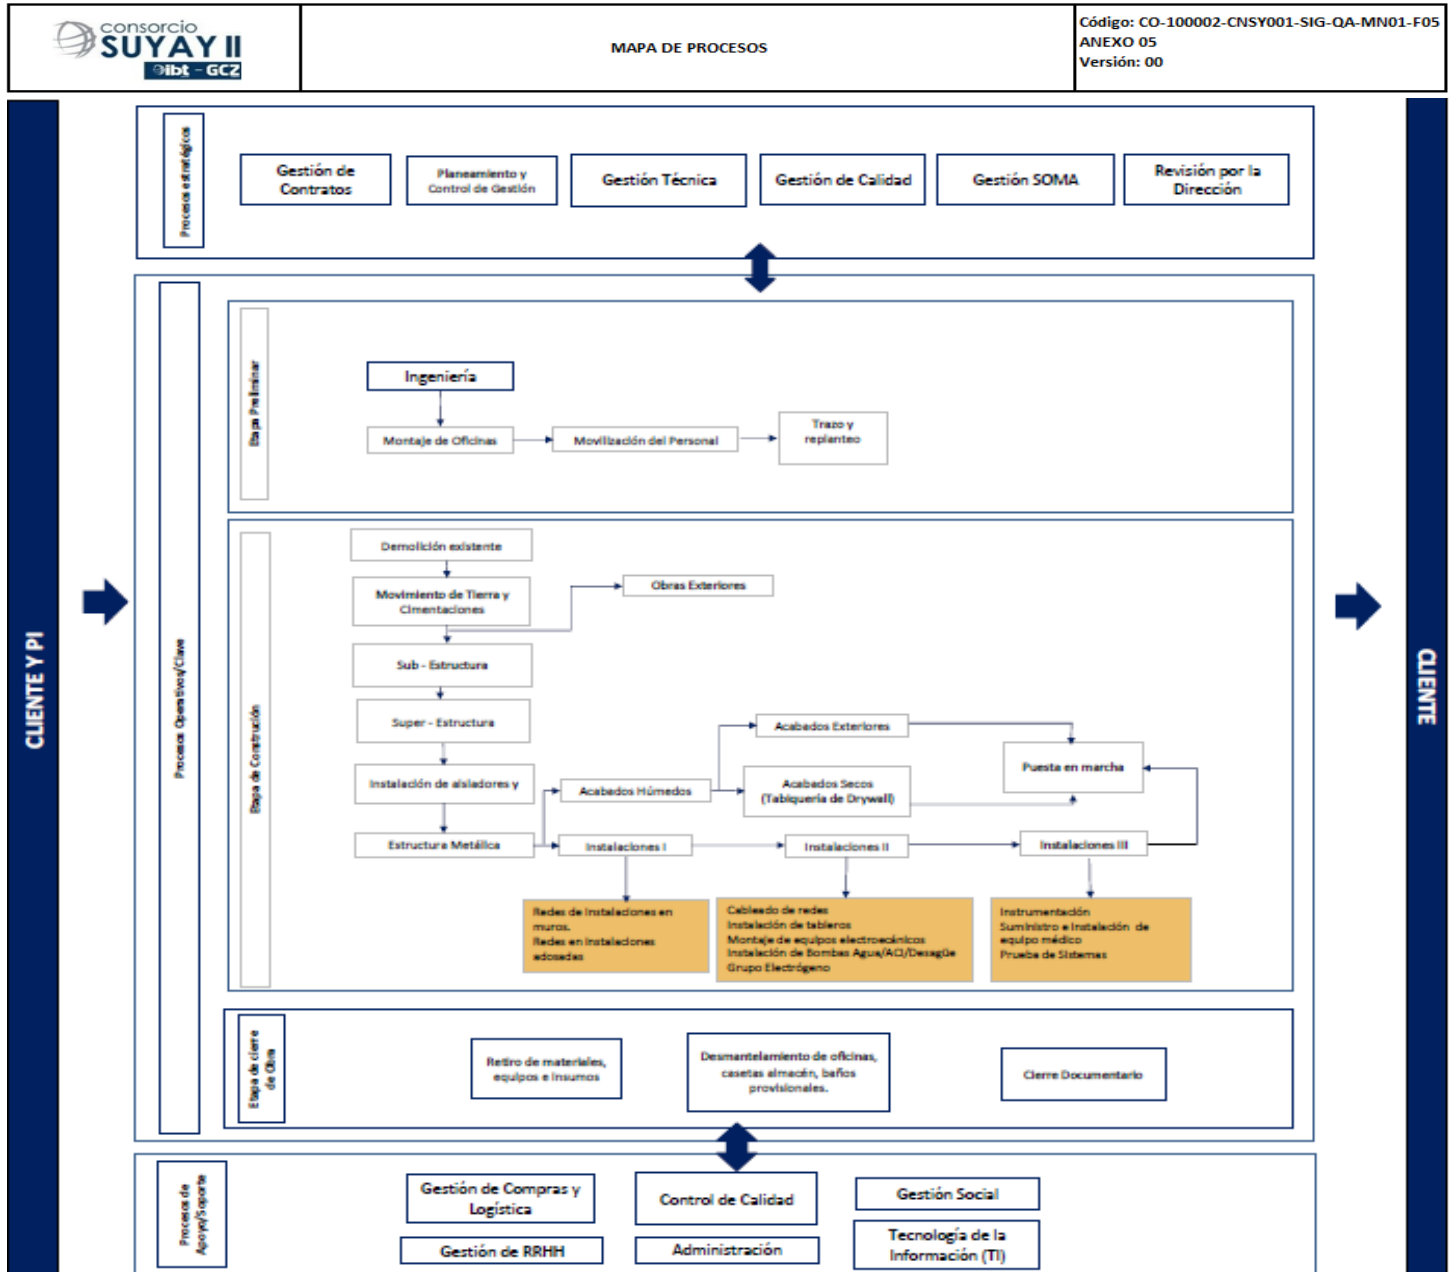 consorcio
SUYAY II
ibt - GCZ
MAPA DE PROCESOS
Código: CO-100002-CNSY001-SIG-QA-MN01-F05
ANEXO 05
Versión: 00
CLIENTE Y PI
CLIENTE
Procesos estratégicos
Gestión de
Contratos
Planeamiento y
Control de Gestión
Gestión Técnica
Gestión de Calidad
Gestión SOMA
Revisión por la
Dirección
Procesos Operativos/Clave
Etapa Preliminar
Ingeniería
Montaje de Oficinas
Movilización del Personal
Trazo y
replanteo
Etapa de Construción
Demolición existente
Movimiento de Tierra y
Cimentaciones
Obras Exteriores
Sub - Estructura
Super - Estructura
Instalación de aisladores y
Estructura Metálica
Acabados Húmedos
Acabados Exteriores
Acabados Secos
(Tabiquería de Drywall)
Puesta en marcha
Instalaciones I
Instalaciones II
Instalaciones III
Redes de Instalaciones en
muros.
Redes en Instalaciones
adosadas
Cableado de redes
Instalación de tableros
Montaje de equipos electroecánicos
Instalación de Bombas Agua/ACI/Desagüe
Grupo Electrógeno
Instrumentación
Suministro e Instalación de
equipo médico
Prueba de Sistemas
Etapa de cierre
de Obra
Retiro de materiales,
equipos e insumos
Desmantelamiento de oficinas,
casetas almacén, baños
provisionales.
Cierre Documentario
Procesos de
Apoyo/Soporte
Gestión de Compras y
Logística
Control de Calidad
Gestión Social
Gestión de RRHH
Administración
Tecnología de la
Información (TI)